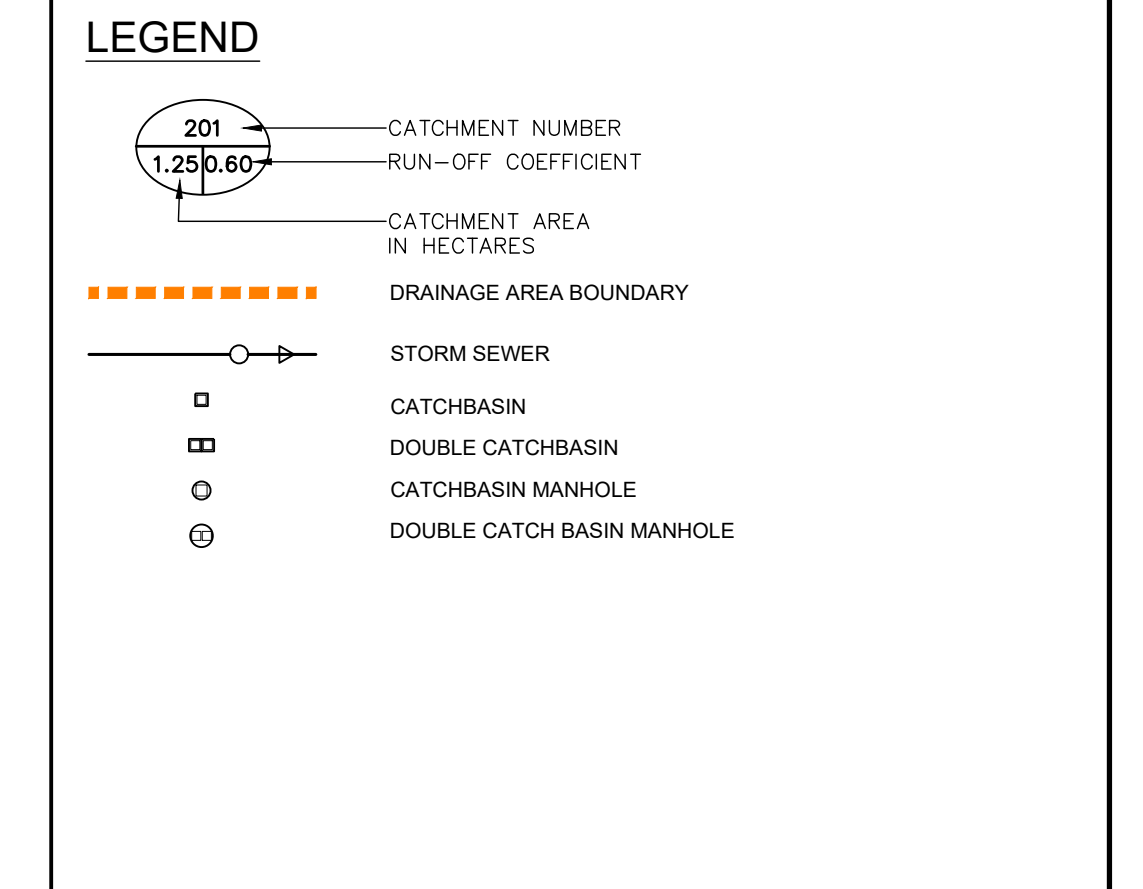 LEGEND
201
CATCHMENT NUMBER
1.25 0.60
RUN-OFF COEFFICIENT
CATCHMENT AREA
IN HECTARES
DRAINAGE AREA BOUNDARY
STORM SEWER
CATCHBASIN
DOUBLE CATCHBASIN
CATCHBASIN MANHOLE
DOUBLE CATCH BASIN MANHOLE